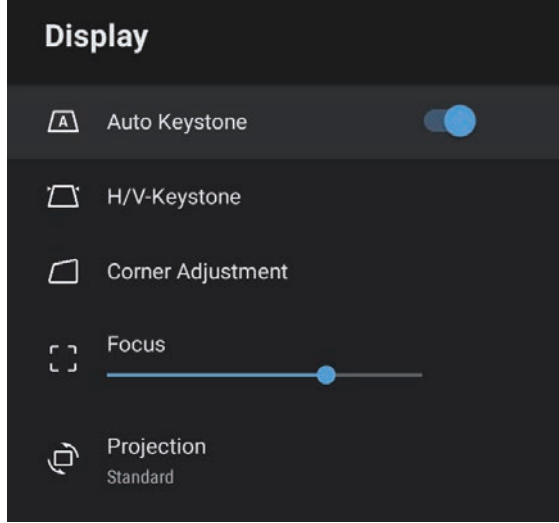 Display
A
Auto Keystone
H/V-Keystone
Corner Adjustment
Focus
Projection
Standard